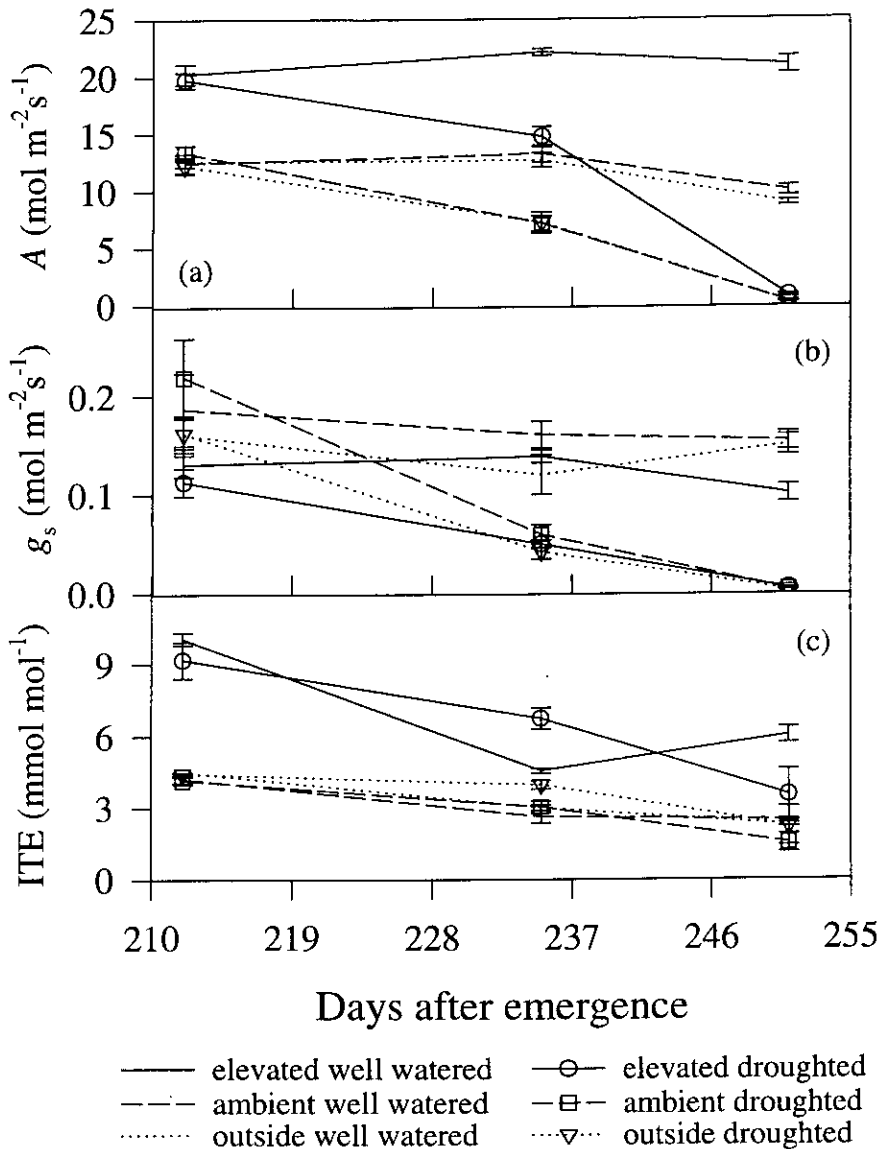 25
20
15
10
5
0
A (mol m⁻²s⁻¹)
(a)
0.2
0.1
0.0
gₛ (mol m⁻²s⁻¹)
(b)
9
6
3
0
ITE (mmol mol⁻¹)
(c)
210 219 228 237 246 255
Days after emergence
elevated well watered elevated droughted
ambient well watered ambient droughted
outside well watered outside droughted